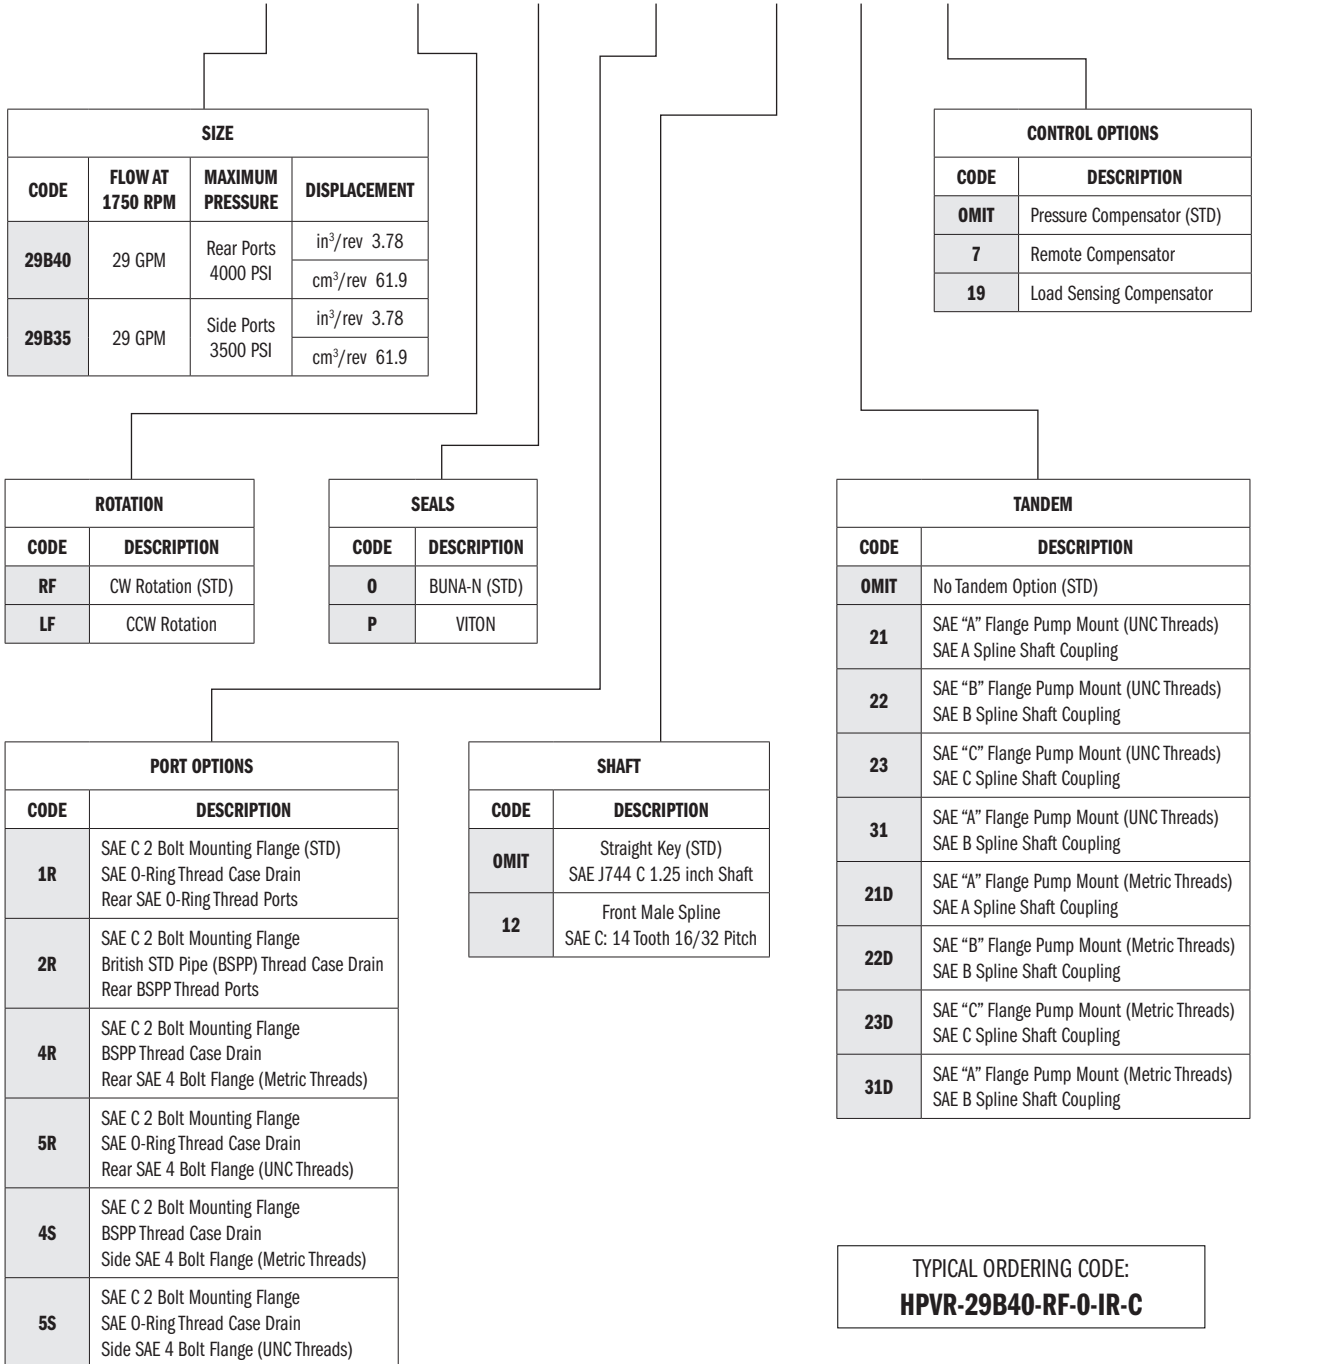 SIZE
CODE
FLOW AT
1750 RPM
MAXIMUM
PRESSURE
DISPLACEMENT
29B40
29 GPM
Rear Ports
4000 PSI
in³/rev 3.78
cm³/rev 61.9
29B35
29 GPM
Side Ports
3500 PSI
in³/rev 3.78
cm³/rev 61.9
CONTROL OPTIONS
CODE DESCRIPTION
OMIT Pressure Compensator (STD)
7 Remote Compensator
19 Load Sensing Compensator
ROTATION
CODE DESCRIPTION
RF CW Rotation (STD)
LF CCW Rotation
SEALS
CODE DESCRIPTION
O BUNA-N (STD)
P VITON
TANDEM
CODE DESCRIPTION
OMIT No Tandem Option (STD)
21
SAE “A” Flange Pump Mount (UNC Threads)
SAE A Spline Shaft Coupling
22
SAE “B” Flange Pump Mount (UNC Threads)
SAE B Spline Shaft Coupling
23
SAE “C” Flange Pump Mount (UNC Threads)
SAE C Spline Shaft Coupling
31
SAE “A” Flange Pump Mount (UNC Threads)
SAE B Spline Shaft Coupling
21D
SAE “A” Flange Pump Mount (Metric Threads)
SAE A Spline Shaft Coupling
22D
SAE “B” Flange Pump Mount (Metric Threads)
SAE B Spline Shaft Coupling
23D
SAE “C” Flange Pump Mount (Metric Threads)
SAE C Spline Shaft Coupling
31D
SAE “A” Flange Pump Mount (Metric Threads)
SAE B Spline Shaft Coupling
PORT OPTIONS
CODE DESCRIPTION
1R
SAE C 2 Bolt Mounting Flange (STD)
SAE O-Ring Thread Case Drain
Rear SAE O-Ring Thread Ports
2R
SAE C 2 Bolt Mounting Flange
British STD Pipe (BSPP) Thread Case Drain
Rear BSPP Thread Ports
4R
SAE C 2 Bolt Mounting Flange
BSPP Thread Case Drain
Rear SAE 4 Bolt Flange (Metric Threads)
5R
SAE C 2 Bolt Mounting Flange
SAE O-Ring Thread Case Drain
Rear SAE 4 Bolt Flange (UNC Threads)
4S
SAE C 2 Bolt Mounting Flange
BSPP Thread Case Drain
Side SAE 4 Bolt Flange (Metric Threads)
5S
SAE C 2 Bolt Mounting Flange
SAE O-Ring Thread Case Drain
Side SAE 4 Bolt Flange (UNC Threads)
SHAFT
CODE DESCRIPTION
OMIT
Straight Key (STD)
SAE J744 C 1.25 inch Shaft
12
Front Male Spline
SAE C: 14 Tooth 16/32 Pitch
TYPICAL ORDERING CODE:
HPVR-29B40-RF-O-IR-C